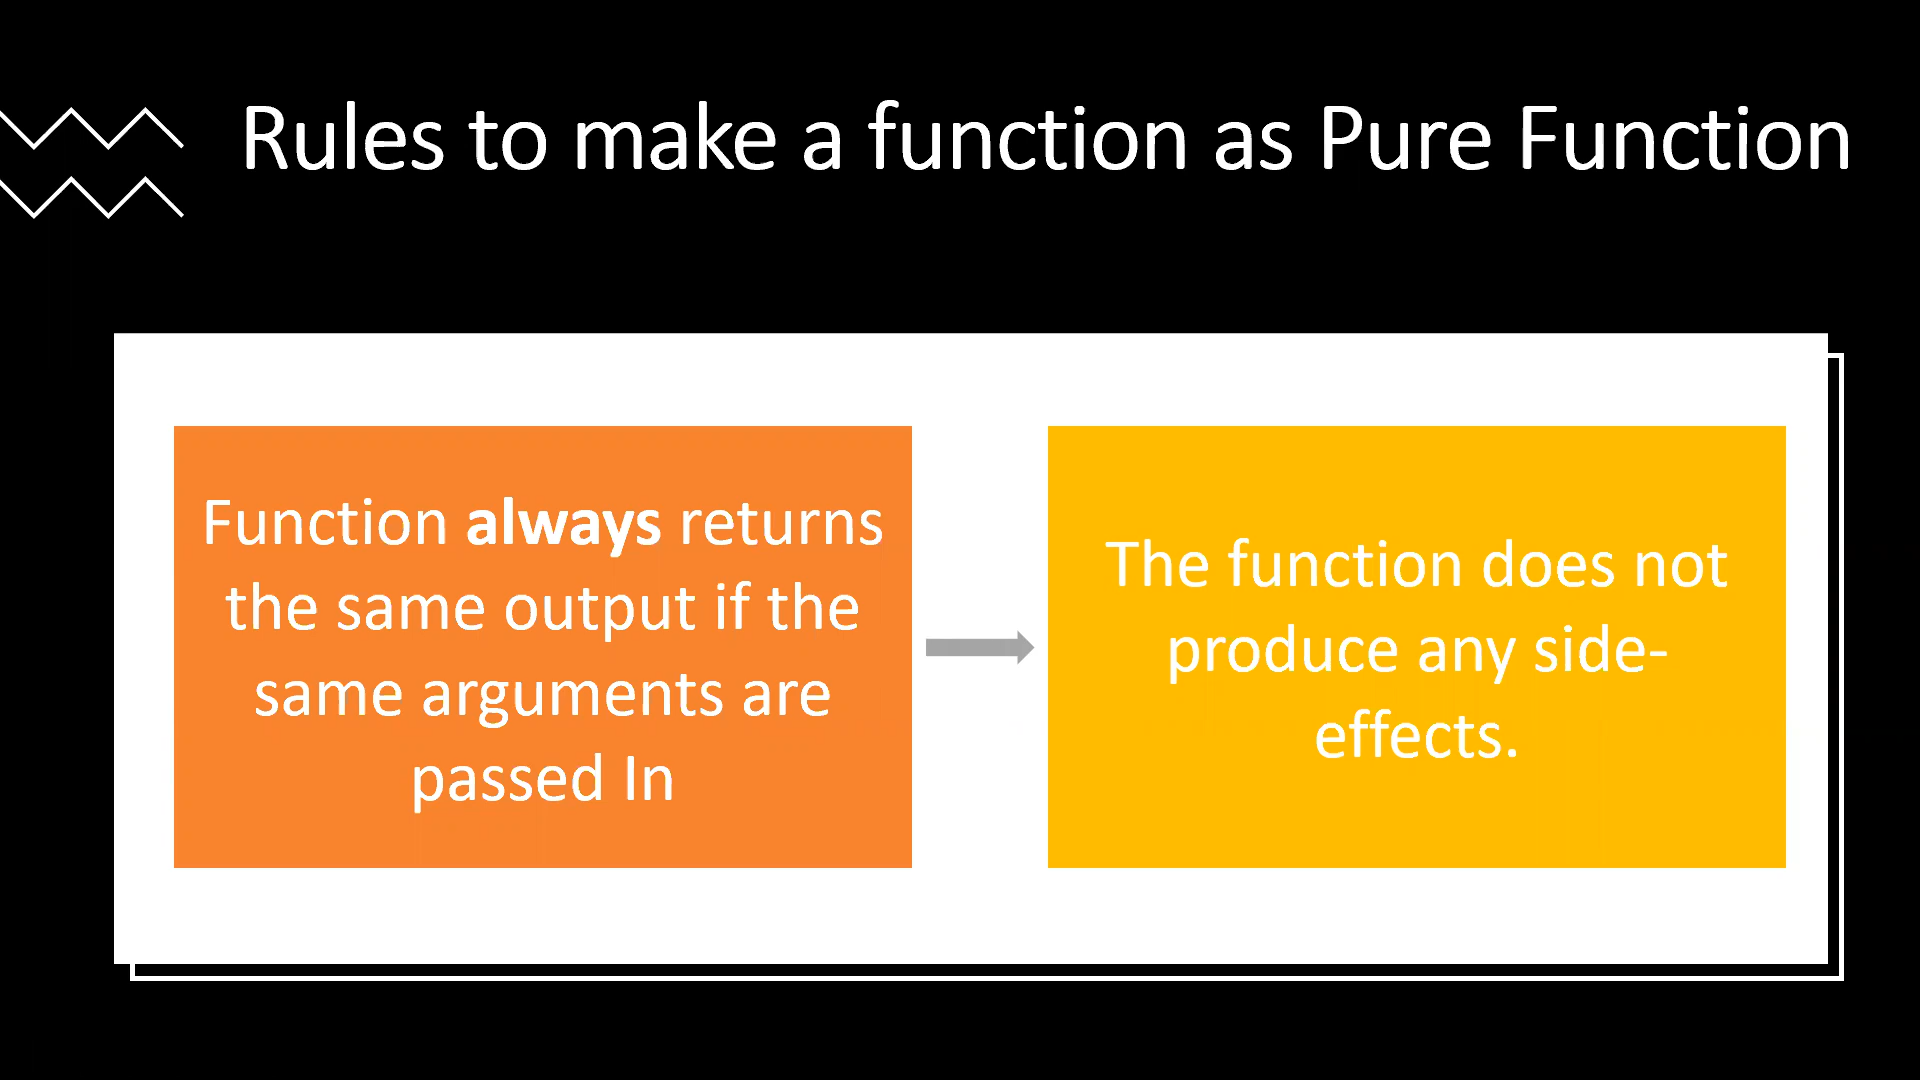 Rules to make a function as Pure Function
Function always returns
the same output if the
same arguments are
passed In
The function does not
produce any side-
effects.